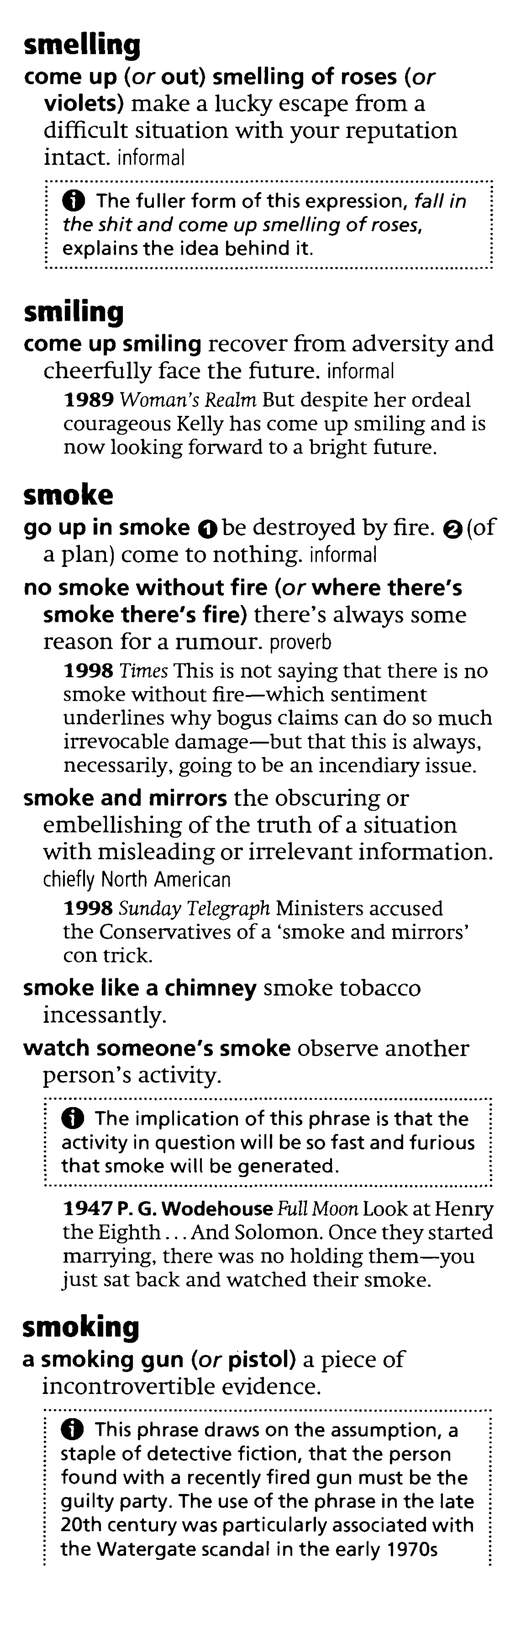 smelling
come up (or out) smelling of roses (or
violets) make a lucky escape from a
difficult situation with your reputation
intact. informal
ℹ The fuller form of this expression, fall in
the shit and come up smelling of roses,
explains the idea behind it.
smiling
come up smiling recover from adversity and
cheerfully face the future. informal
1989 Woman's Realm But despite her ordeal
courageous Kelly has come up smiling and is
now looking forward to a bright future.
smoke
go up in smoke ❶ be destroyed by fire. ❷ (of
a plan) come to nothing. informal
no smoke without fire (or where there's
smoke there's fire) there's always some
reason for a rumour. proverb
1998 Times This is not saying that there is no
smoke without fire—which sentiment
underlines why bogus claims can do so much
irrevocable damage—but that this is always,
necessarily, going to be an incendiary issue.
smoke and mirrors the obscuring or
embellishing of the truth of a situation
with misleading or irrelevant information.
chiefly North American
1998 Sunday Telegraph Ministers accused
the Conservatives of a 'smoke and mirrors'
con trick.
smoke like a chimney smoke tobacco
incessantly.
watch someone's smoke observe another
person's activity.
ℹ The implication of this phrase is that the
activity in question will be so fast and furious
that smoke will be generated.
1947 P. G. Wodehouse Full Moon Look at Henry
the Eighth ... And Solomon. Once they started
marrying, there was no holding them—you
just sat back and watched their smoke.
smoking
a smoking gun (or pistol) a piece of
incontrovertible evidence.
ℹ This phrase draws on the assumption, a
staple of detective fiction, that the person
found with a recently fired gun must be the
guilty party. The use of the phrase in the late
20th century was particularly associated with
the Watergate scandal in the early 1970s